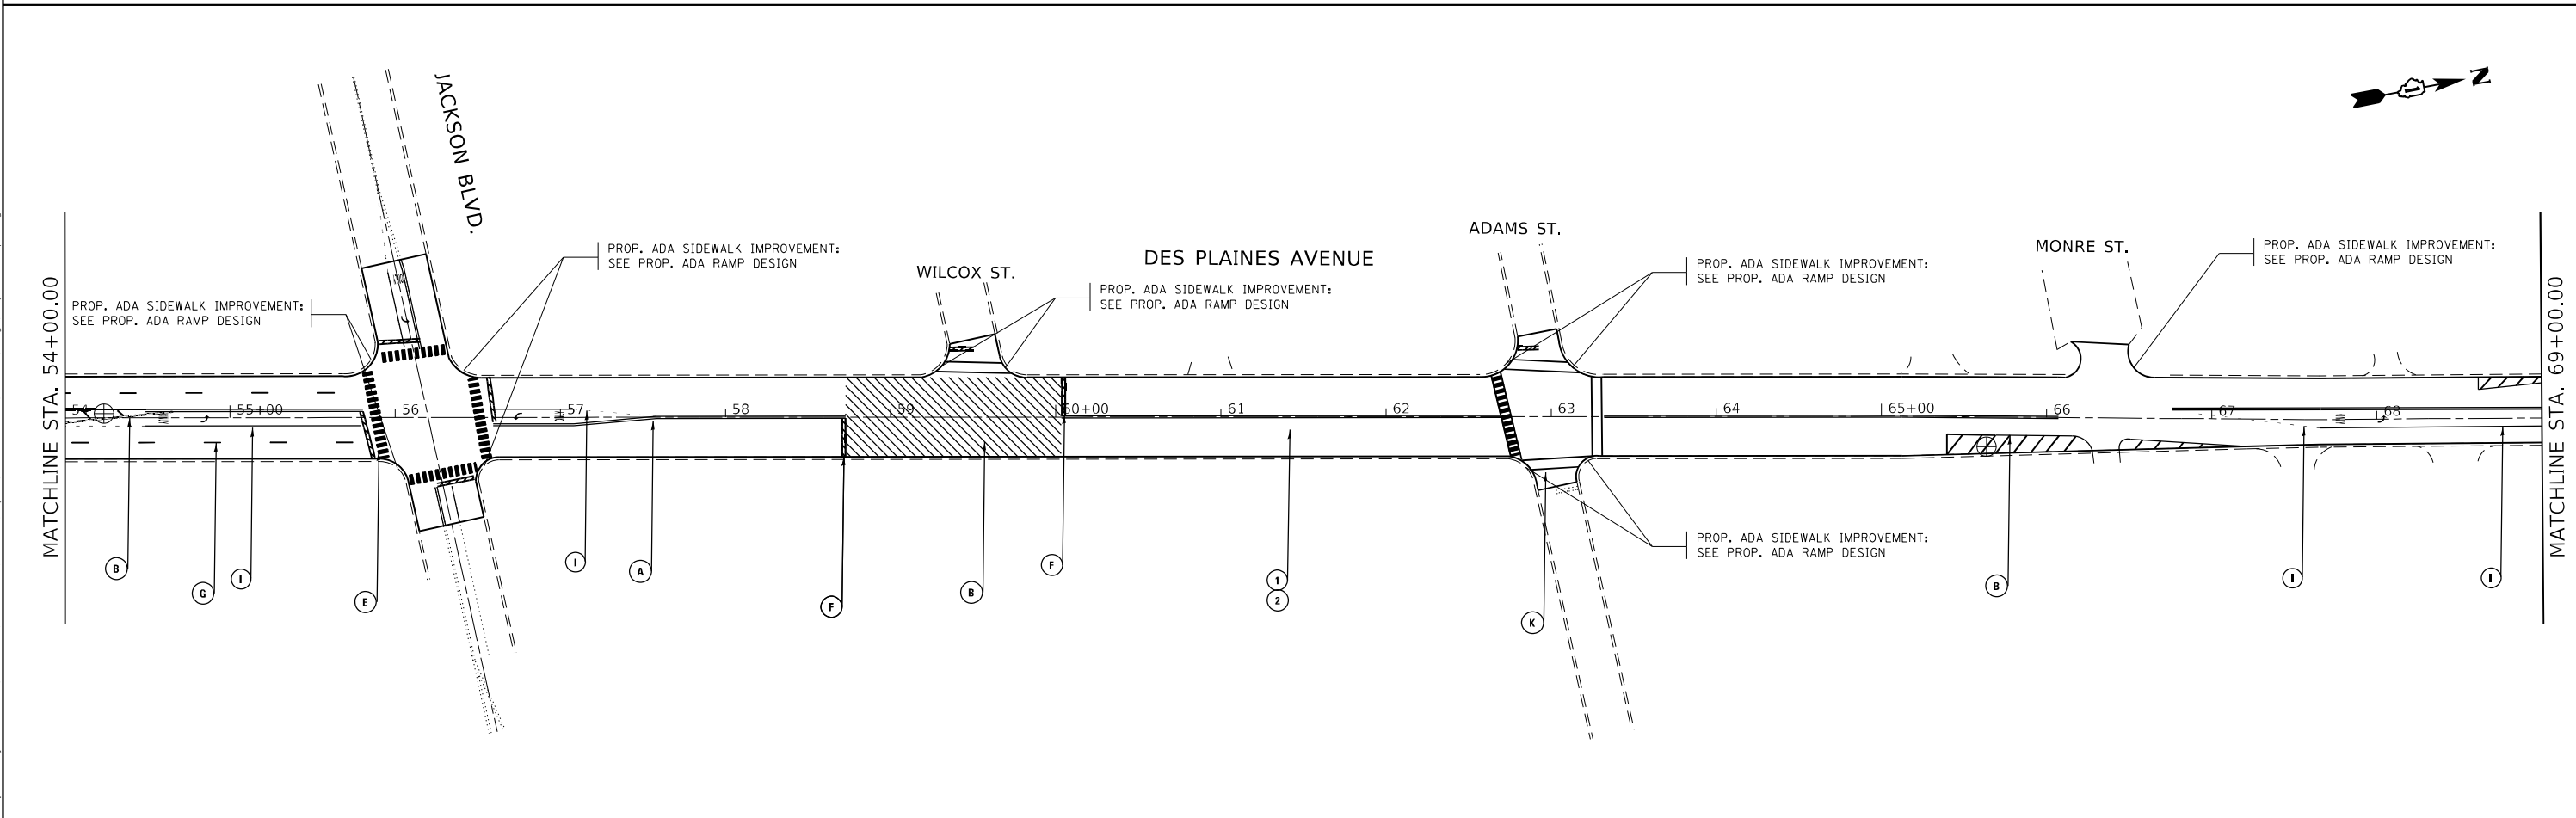 N
JACKSON BLVD.
PROP. ADA SIDEWALK IMPROVEMENT:
SEE PROP. ADA RAMP DESIGN
PROP. ADA SIDEWALK IMPROVEMENT:
SEE PROP. ADA RAMP DESIGN
WILCOX ST.
DES PLAINES AVENUE
PROP. ADA SIDEWALK IMPROVEMENT:
SEE PROP. ADA RAMP DESIGN
ADAMS ST.
PROP. ADA SIDEWALK IMPROVEMENT:
SEE PROP. ADA RAMP DESIGN
MONRE ST.
PROP. ADA SIDEWALK IMPROVEMENT:
SEE PROP. ADA RAMP DESIGN
MATCHLINE STA. 54+00.00
MATCHLINE STA. 69+00.00
54
55+00
56
57
58
59
60+00
61
62
63
64
65+00
66
67
68
PROP. ADA SIDEWALK IMPROVEMENT:
SEE PROP. ADA RAMP DESIGN
B
G
I
E
I
A
F
B
F
1
2
K
B
I
I